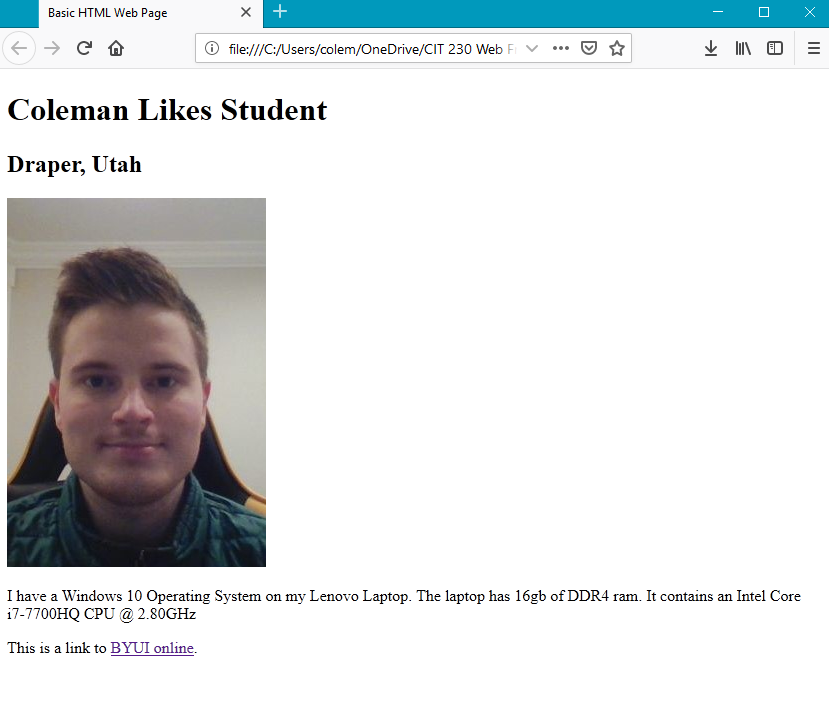 Basic HTML Web Page
file:///C:/Users/colem/OneDrive/CIT 230 Web
Coleman Likes Student
Draper, Utah
I have a Windows 10 Operating System on my Lenovo Laptop. The laptop has 16gb of DDR4 ram. It contains an Intel Core
i7-7700HQ CPU @ 2.80GHz
This is a link to BYUI online.